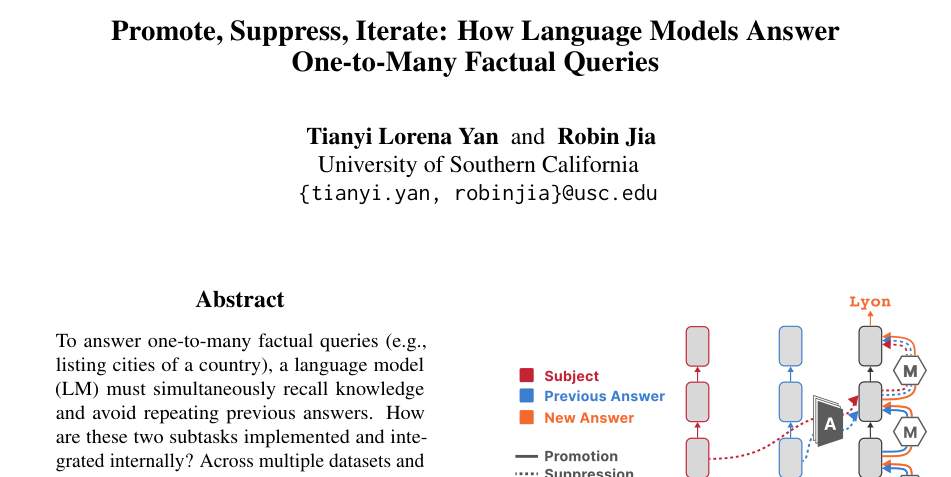 Promote, Suppress, Iterate: How Language Models Answer
One-to-Many Factual Queries
Tianyi Lorena Yan and Robin Jia
University of Southern California
{tianyi.yan, robinjia}@usc.edu
Abstract
To answer one-to-many factual queries (e.g.,
listing cities of a country), a language model
(LM) must simultaneously recall knowledge
and avoid repeating previous answers. How
are these two subtasks implemented and inte-
grated internally? Across multiple datasets and
Lyon
Subject
Previous Answer
New Answer
Promotion
Suppression
M
A
M